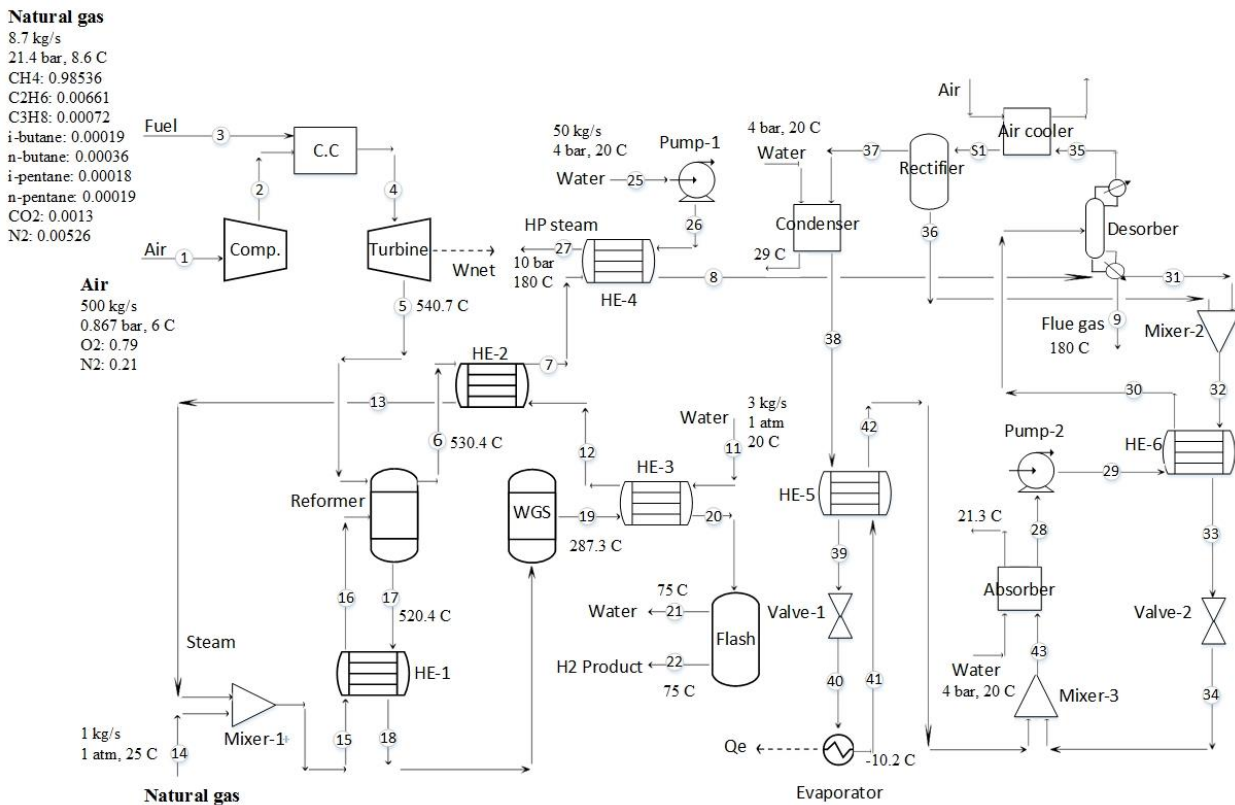 Natural gas
8.7 kg/s
21.4 bar, 8.6 C
CH4: 0.98536
C2H6: 0.00661
C3H8: 0.00072
i-butane: 0.00019
n-butane: 0.00036
i-pentane: 0.00018
n-pentane: 0.00019
CO2: 0.0013
N2: 0.00526
Fuel
3
C.C
2
4
Air
1
Comp.
Turbine
Wnet
Air
500 kg/s
0.867 bar, 6 C
O2: 0.79
N2: 0.21
5
540.7 C
50 kg/s
4 bar, 20 C
Water
25
Pump-1
26
HP steam
27
10 bar
180 C
HE-4
8
4 bar, 20 C
Water
37
Rectifier
S1
Air
Air cooler
35
Condenser
29 C
36
Desorber
31
9
Flue gas
180 C
Mixer-2
38
HE-2
7
13
6
530.4 C
12
Water
3 kg/s
1 atm
20 C
11
42
30
32
Pump-2
29
HE-6
Reformer
WGS
19
HE-3
20
287.3 C
HE-5
21.3 C
28
33
16
17
520.4 C
39
Absorber
75 C
Water
21
Flash
Valve-1
Valve-2
Steam
HE-1
H2 Product
22
75 C
40
41
Water
4 bar, 20 C
43
34
Mixer-3
1 kg/s
1 atm, 25 C
14
Mixer-1+
15
18
Qe
-10.2 C
Evaporator
Natural gas